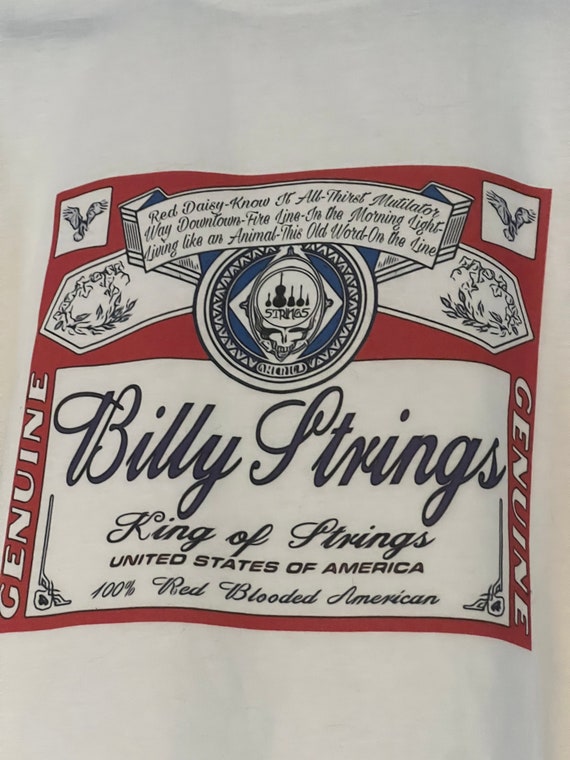 Red Daisy-Know It All-Thirst Mutilator
Way Downtown-Fire Line-In the Morning Light-
Living like an Animal-This Old Word-On the Line
STRINGS
GENUINE
GENUINE
Billy Strings
King of Strings
UNITED STATES OF AMERICA
100% Red Blooded American